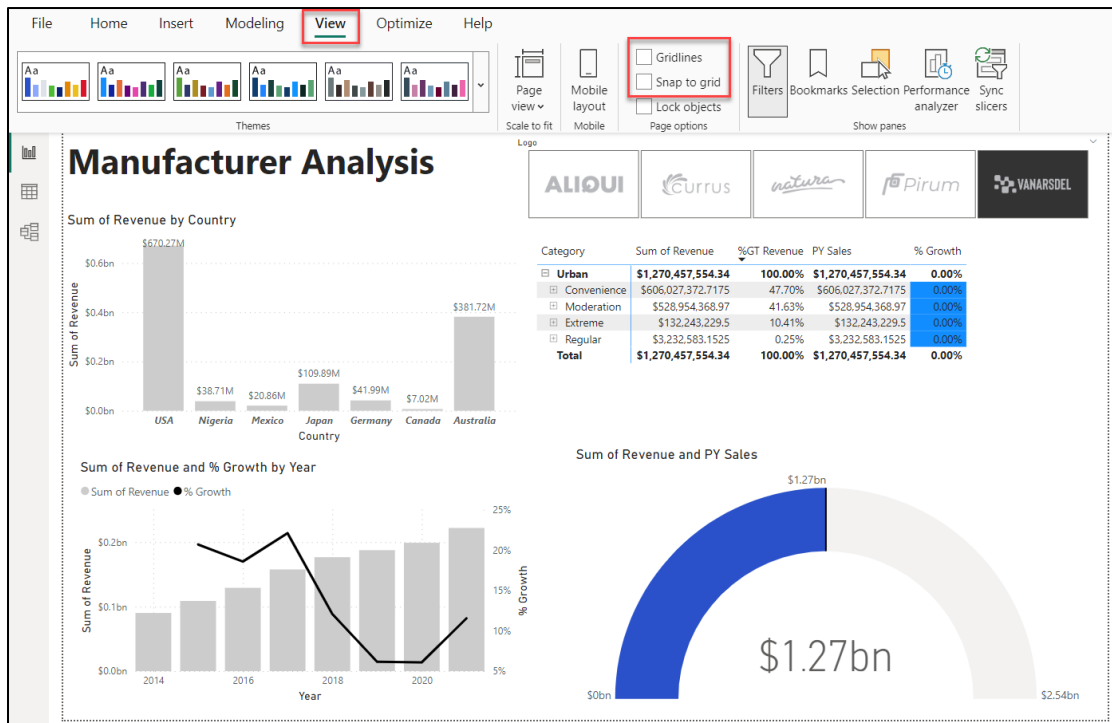 File Home Insert Modeling View Optimize Help
Aa Aa Aa Aa Aa Aa
Page view
Mobile layout
Gridlines
Snap to grid
Lock objects
Filters Bookmarks Selection Performance analyzer Sync slicers
Themes Scale to fit Mobile Page options Show panes
Manufacturer Analysis
Logo
ALIQUI currus natura Pirum VANARSDEL
Sum of Revenue by Country
Sum of Revenue
$0.6bn
$0.4bn
$0.2bn
$0.0bn
$670.27M $38.71M $20.86M $109.89M $41.99M $7.02M $381.72M
USA Nigeria Mexico Japan Germany Canada Australia
Country
Category Sum of Revenue %GT Revenue PY Sales % Growth
Urban $1,270,457,554.34 100.00% $1,270,457,554.34 0.00%
Convenience $606,027,372.7175 47.70% $606,027,372.7175 0.00%
Moderation $528,954,368.97 41.63% $528,954,368.97 0.00%
Extreme $132,243,229.5 10.41% $132,243,229.5 0.00%
Regular $3,232,583.1525 0.25% $3,232,583.1525 0.00%
Total $1,270,457,554.34 100.00% $1,270,457,554.34 0.00%
Sum of Revenue and % Growth by Year
Sum of Revenue % Growth
Sum of Revenue
$0.2bn
$0.1bn
$0.0bn
25%
20%
15%
10%
5%
% Growth
2014 2016 2018 2020
Year
Sum of Revenue and PY Sales
$1.27bn
$1.27bn
$0bn $2.54bn